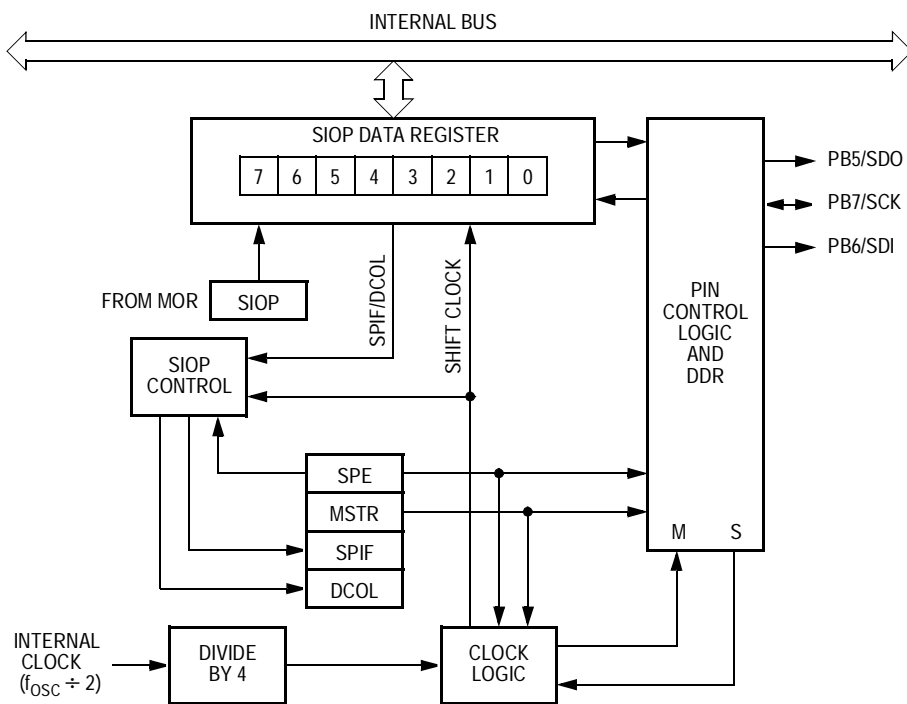 INTERNAL BUS
SIOP DATA REGISTER
7 6 5 4 3 2 1 0
PB5/SDO
PB7/SCK
PB6/SDI
FROM MOR
SIOP
SPIF/DCOL
SHIFT CLOCK
PIN
CONTROL
LOGIC
AND
DDR
SIOP
CONTROL
SPE
MSTR
SPIF
DCOL
M S
INTERNAL
CLOCK
(fOSC ÷ 2)
DIVIDE
BY 4
CLOCK
LOGIC